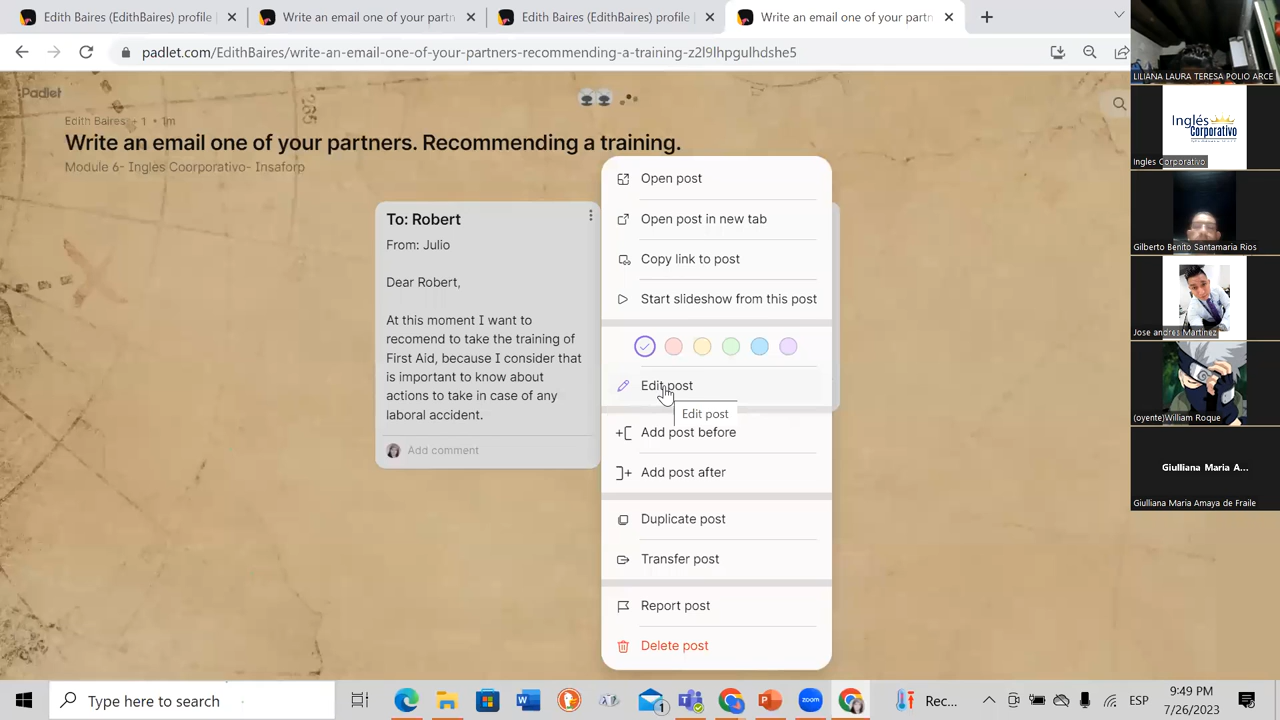 Edith Baires (EdithBaires) profile |
Write an email one of your partn
Edith Baires (EdithBaires) profile |
Write an email one of your partn
padlet.com/EdithBaires/write-an-email-one-of-your-partners-recommending-a-training-z2l9lhpgulhdshe5
:Padlet
Edith Baires + 1 • 1m
Write an email one of your partners. Recommending a training.
Module 6- Ingles Coorporativo- Insaforp
To: Robert
From: Julio
Dear Robert,
At this moment I want to
recomend to take the training of
First Aid, because I consider that
is important to know about
actions to take in case of any
laboral accident.
Add comment
Open post
Open post in new tab
Copy link to post
Start slideshow from this post
Edit post
Edit post
Add post before
Add post after
Duplicate post
Transfer post
Report post
Delete post
LILIANA LAURA TERESA POLIO ARCE
Inglés
Corporativo
Ingles Corporativo
Gilberto Benito Santamaria Rios
Jose andres Martinez
(oyente)William Roque
Giulliana Maria A...
Giulliana Maria Amaya de Fraile
Type here to search
1
zoom
Rec...
ESP
9:49 PM
7/26/2023